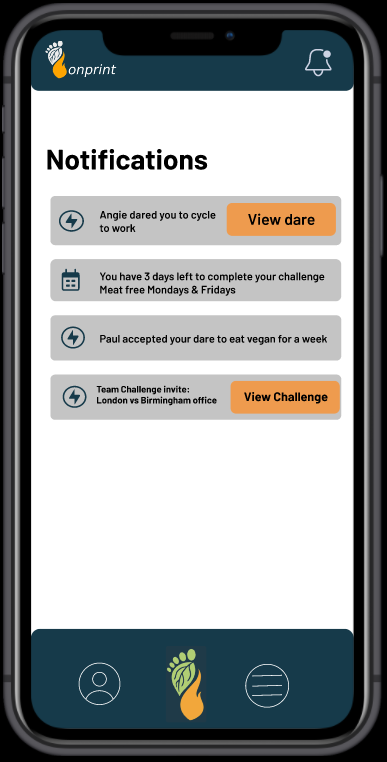 onprint
Notifications
Angie dared you to cycle
to work
View dare
You have 3 days left to complete your challenge
Meat free Mondays & Fridays
Paul accepted your dare to eat vegan for a week
Team Challenge invite:
London vs Birmingham office
View Challenge